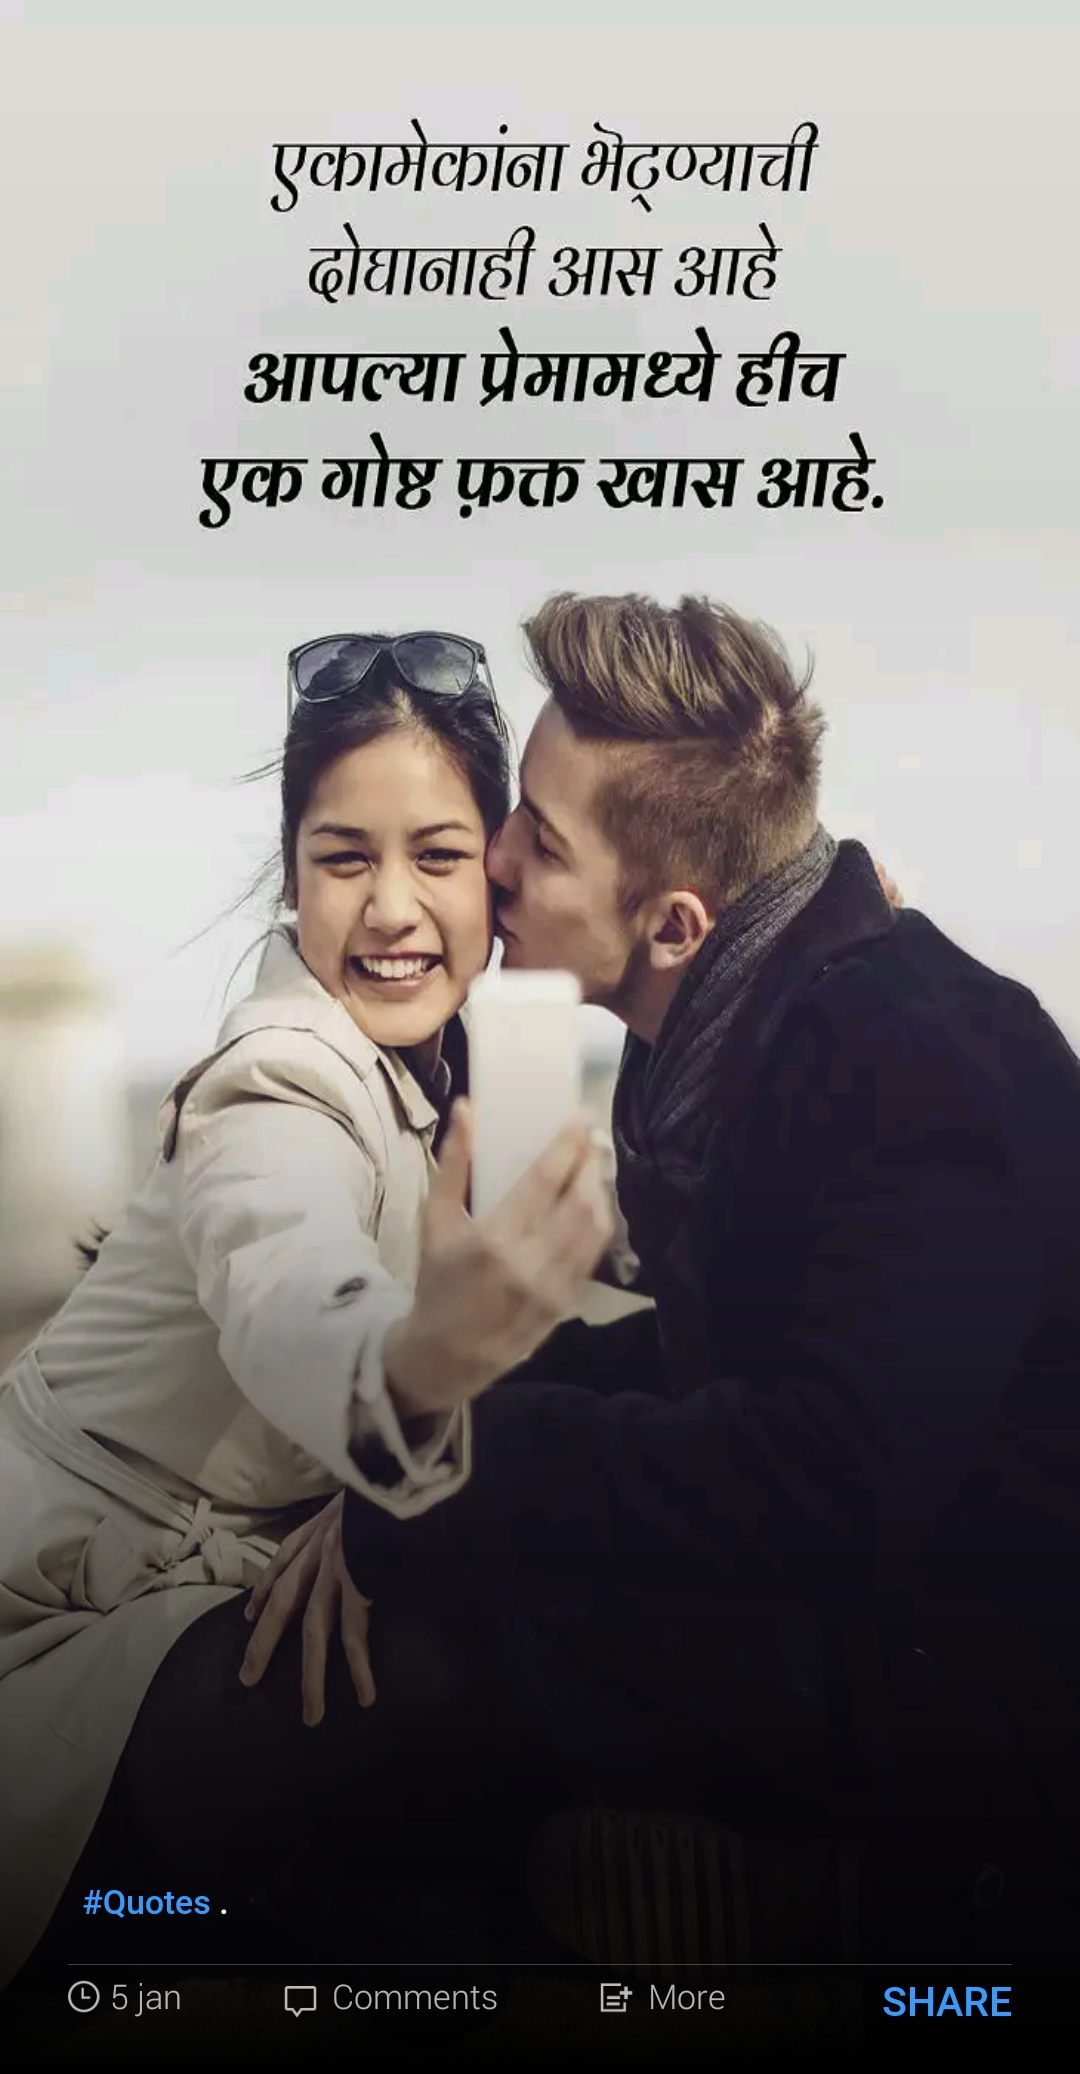 एकामेकांना भेट्ण्याची
दोघानाही आस आहे
आपल्या प्रेमामध्ये हीच
एक गोष्ट फ़क्त खास आहे.
#Quotes .
5 jan Comments More SHARE